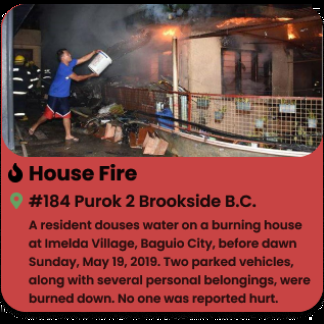 House Fire
#184 Purok 2 Brookside B.C.
A resident douses water on a burning house
at Imelda Village, Baguio City, before dawn
Sunday, May 19, 2019. Two parked vehicles,
along with several personal belongings, were
burned down. No one was reported hurt.